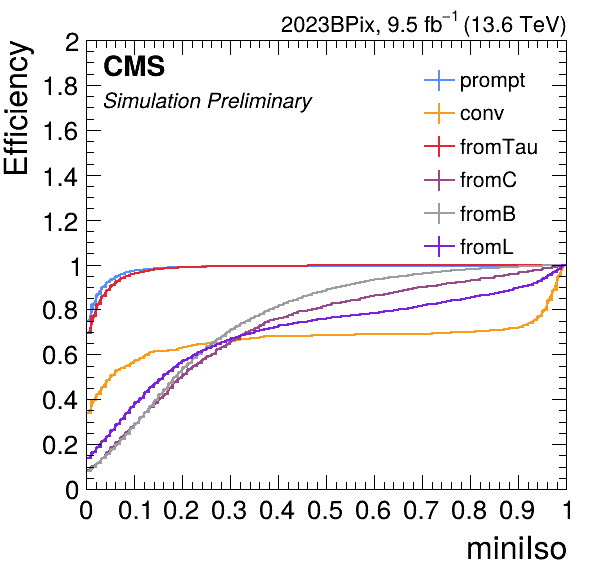 2023BPix, 9.5 fb⁻¹ (13.6 TeV)
CMS
Simulation Preliminary
prompt
conv
fromTau
fromC
fromB
fromL
Efficiency
2
1.8
1.6
1.4
1.2
1
0.8
0.6
0.4
0.2
0
0 0.1 0.2 0.3 0.4 0.5 0.6 0.7 0.8 0.9 1
miniIso